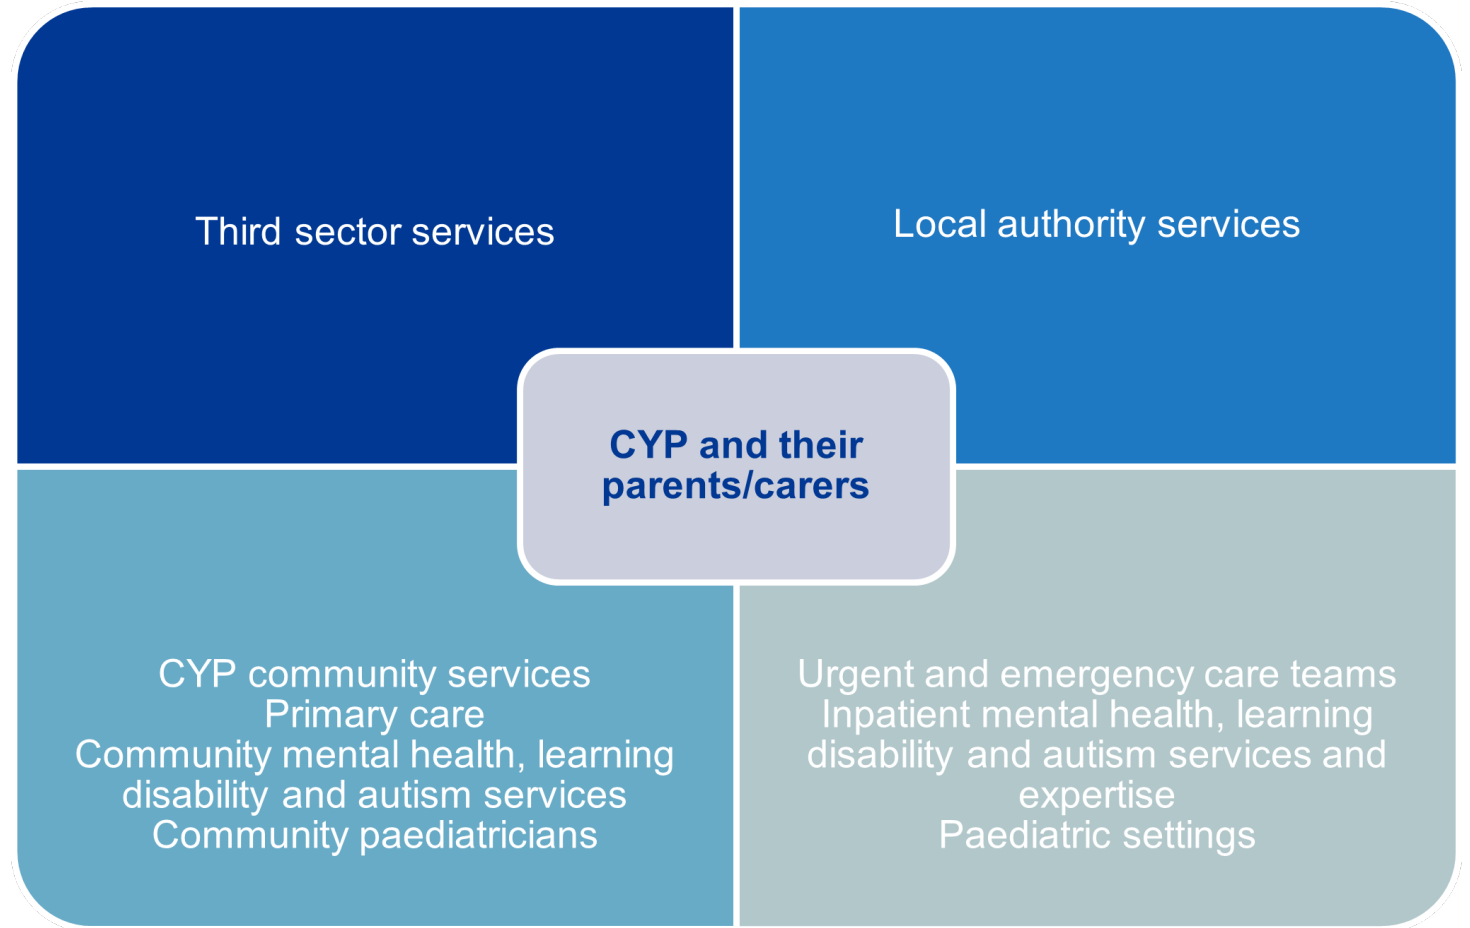 Third sector services
Local authority services
CYP and their
parents/carers
CYP community services
Primary care
Community mental health, learning
disability and autism services
Community paediatricians
Urgent and emergency care teams
Inpatient mental health, learning
disability and autism services and
expertise
Paediatric settings